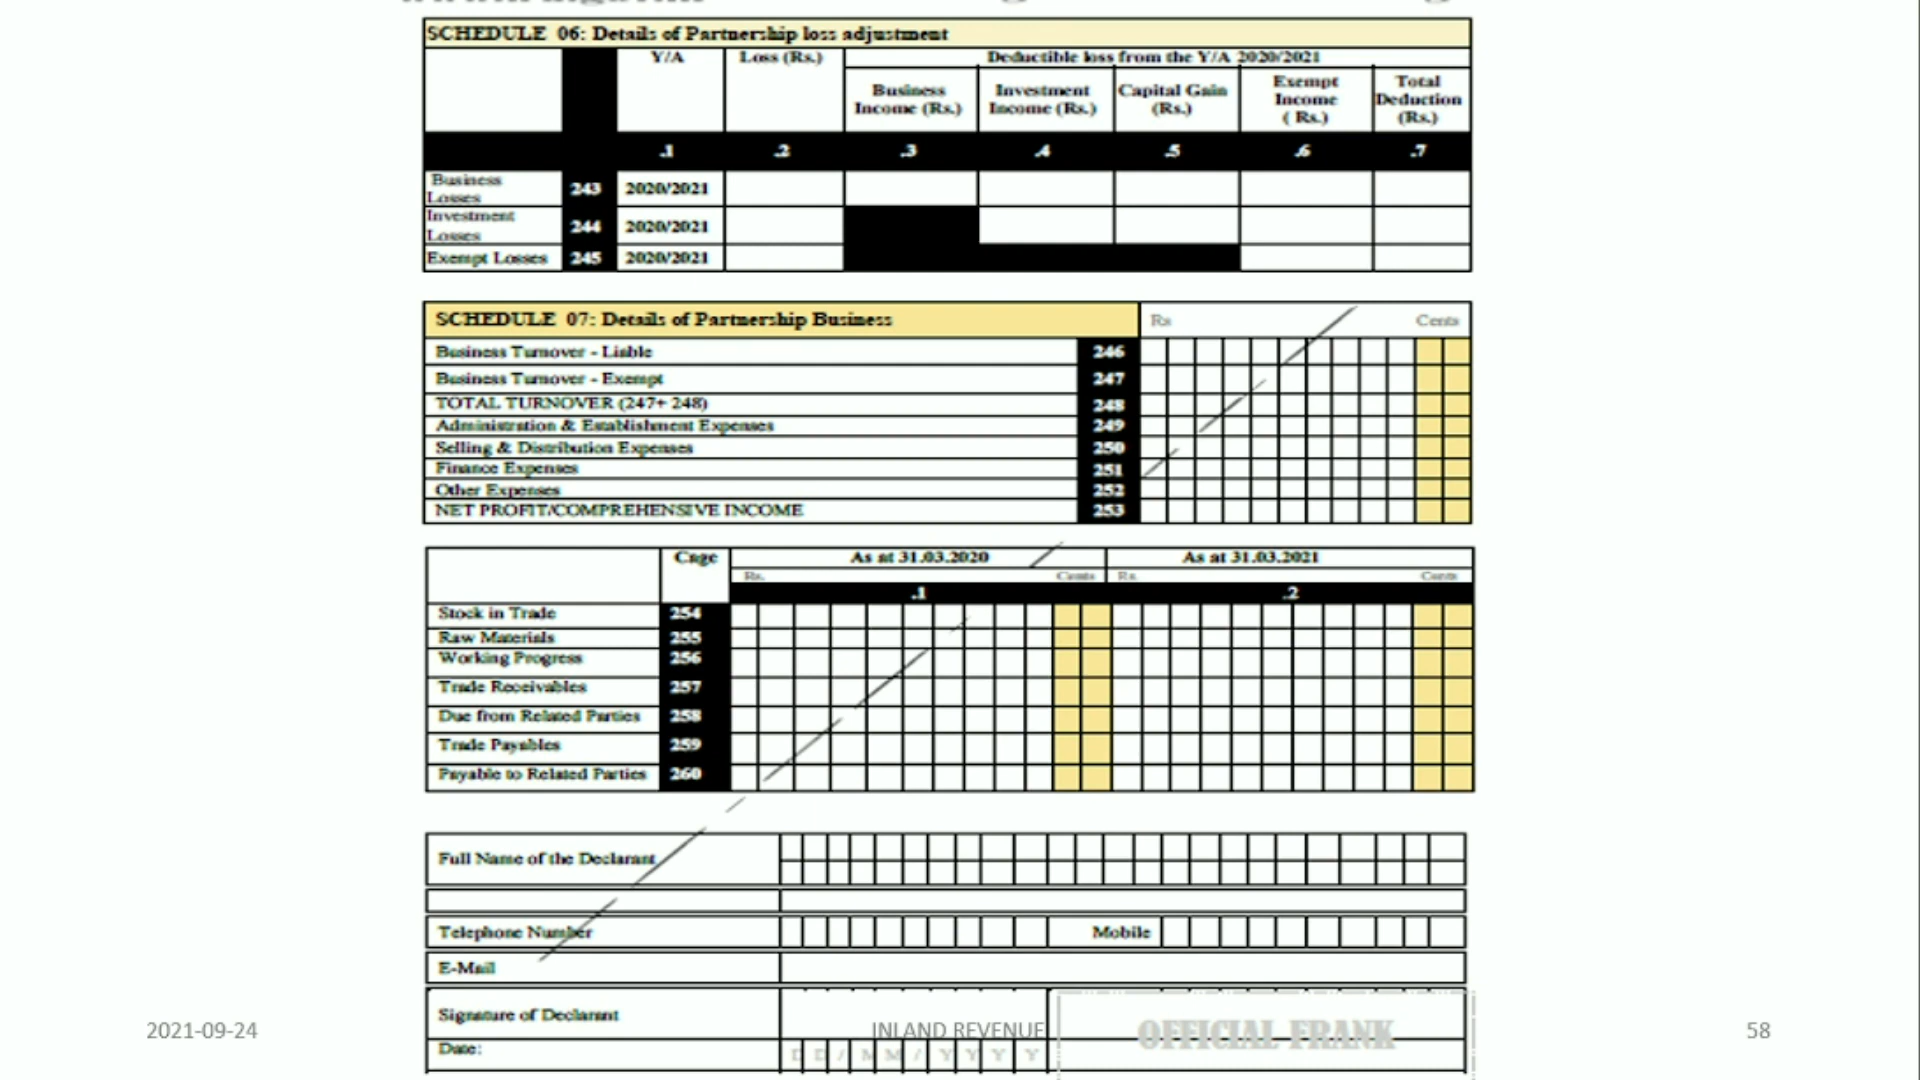 SCHEDULE 06: Details of Partnership loss adjustment
Y/A Loss (Rs.) Deductible loss from the Y/A 2020/2021
Business Income (Rs.) Investment Income (Rs.) Capital Gain (Rs.) Exempt Income ( Rs.) Total Deduction (Rs.)
.1 .2 .3 .4 .5 .6 .7
Business Losses 243 2020/2021
Investment Losses 244 2020/2021
Exempt Losses 245 2020/2021
SCHEDULE 07: Details of Partnership Business Rs Cents
Business Turnover - Liable 246
Business Turnover - Exempt 247
TOTAL TURNOVER (247+ 248) 248
Administration & Establishment Expenses 249
Selling & Distribution Expenses 250
Finance Expenses 251
Other Expenses 252
NET PROFIT/COMPREHENSIVE INCOME 253
Cage As at 31.03.2020 As at 31.03.2021
Rs. Cents Rs. Cents
.1 .2
Stock in Trade 254
Raw Materials 255
Working Progress 256
Trade Receivables 257
Due from Related Parties 258
Trade Payables 259
Payable to Related Parties 260
Full Name of the Declarant
Telephone Number Mobile
E-Mail
Signature of Declarant
OFFICIAL FRANK
Date: D D / M M / Y Y Y Y
2021-09-24 INLAND REVENUE 58